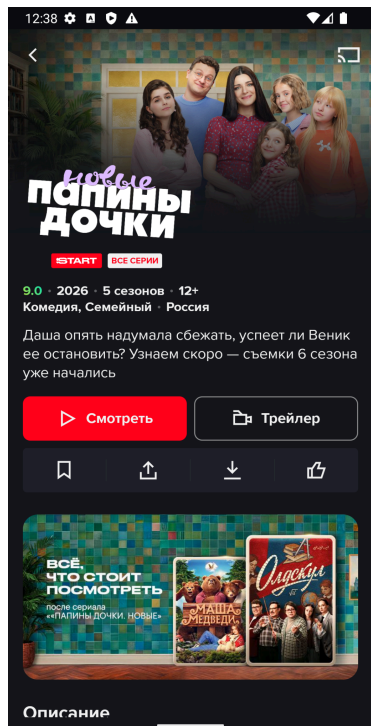 12:38
новые
папины
дочки
START
ВСЕ СЕРИИ
9.0 • 2026 • 5 сезонов • 12+
Комедия, Семейный • Россия
Даша опять надумала сбежать, успеет ли Веник
ее остановить? Узнаем скоро — съемки 6 сезона
уже начались
Смотреть
Трейлер
ВСЁ,
ЧТО СТОИТ
ПОСМОТРЕТЬ
после сериала
««ПАПИНЫ ДОЧКИ. НОВЫЕ»
МАША
МЕДВЕДИ
Олдскул
Описание